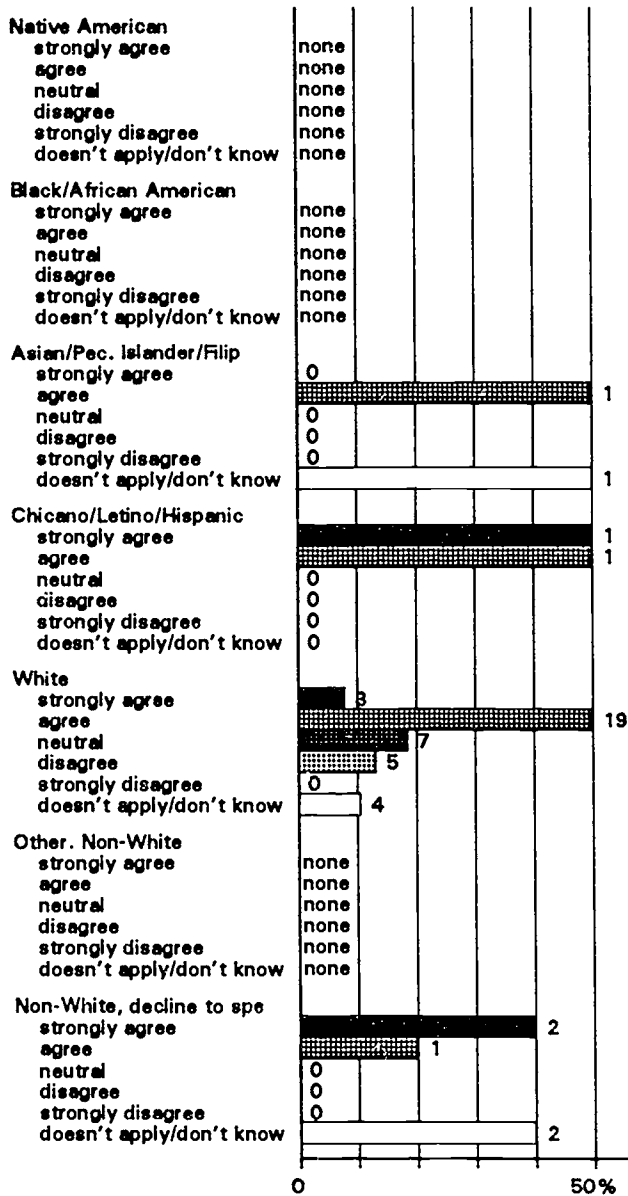 Native American
strongly agree none
agree none
neutral none
disagree none
strongly disagree none
doesn't apply/don't know none
Black/African American
strongly agree none
agree none
neutral none
disagree none
strongly disagree none
doesn't apply/don't know none
Asian/Pec. Islander/Filip
strongly agree 0
agree 1
neutral 0
disagree 0
strongly disagree 0
doesn't apply/don't know 1
Chicano/Letino/Hispanic
strongly agree 1
agree 1
neutral 0
disagree 0
strongly disagree 0
doesn't apply/don't know 0
White
strongly agree 3
agree 19
neutral 7
disagree 5
strongly disagree 0
doesn't apply/don't know 4
Other. Non-White
strongly agree none
agree none
neutral none
disagree none
strongly disagree none
doesn't apply/don't know none
Non-White, decline to spe
strongly agree 2
agree 1
neutral 0
disagree 0
strongly disagree 0
doesn't apply/don't know 2
0 50%